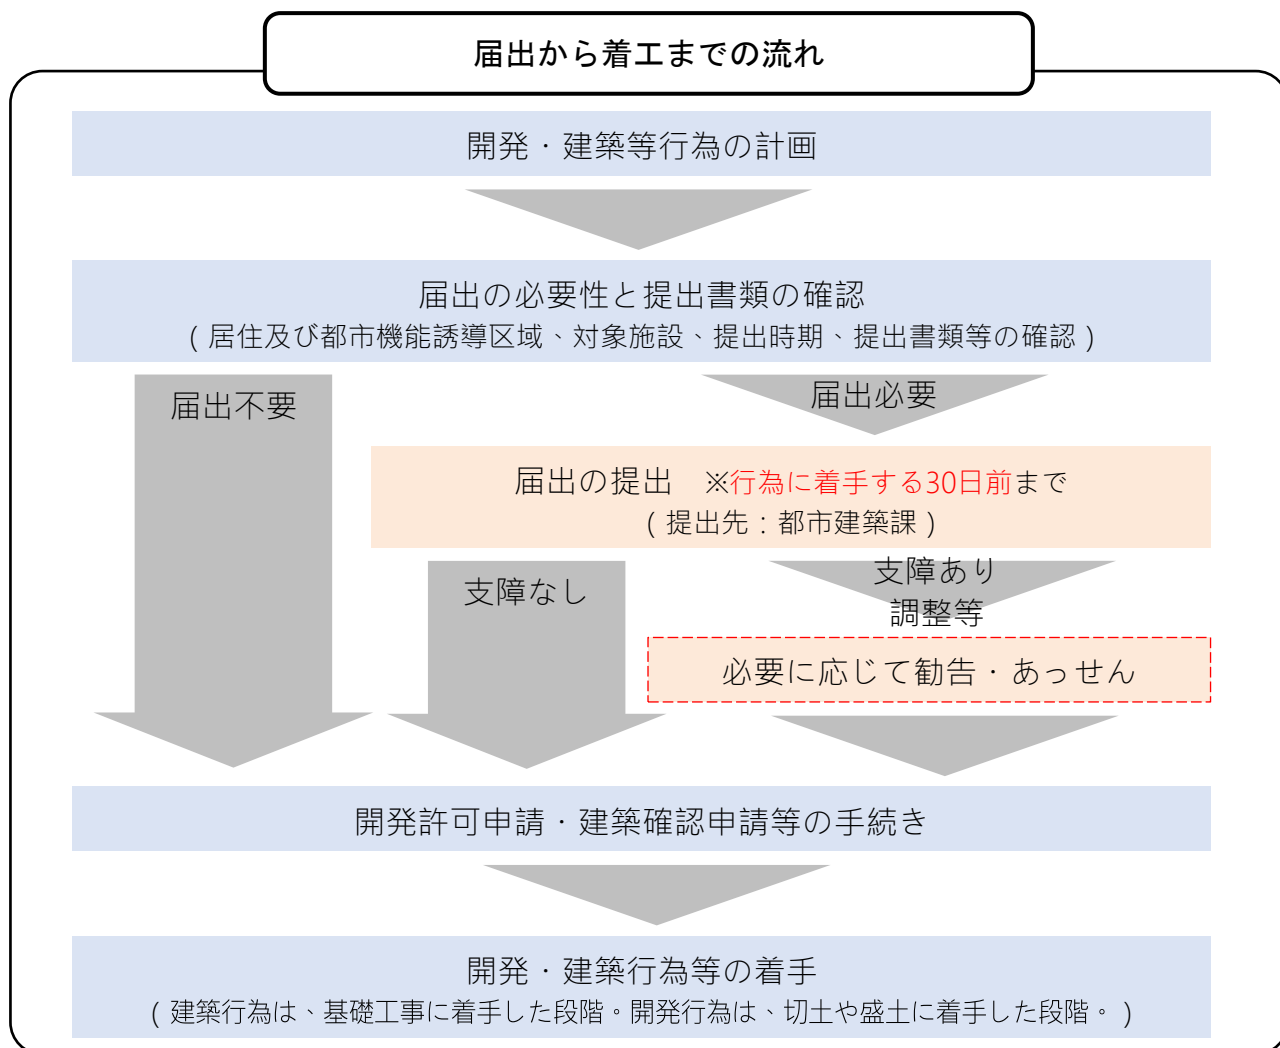 届出から着工までの流れ
開発・建築等行為の計画
届出の必要性と提出書類の確認
(居住及び都市機能誘導区域、対象施設、提出時期、提出書類等の確認)
届出不要
届出必要
届出の提出　※行為に着手する30日前まで
(提出先:都市建築課)
支障なし
支障あり
調整等
必要に応じて勧告・あっせん
開発許可申請・建築確認申請等の手続き
開発・建築行為等の着手
(建築行為は、基礎工事に着手した段階。開発行為は、切土や盛土に着手した段階。)